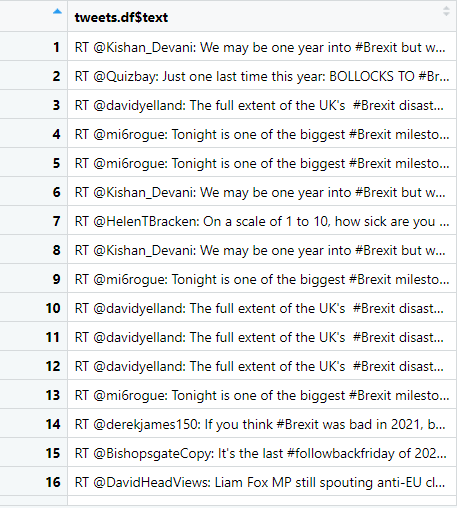 tweets.df$text
1 RT @Kishan_Devani: We may be one year into #Brexit but w...
2 RT @Quizbay: Just one last time this year: BOLLOCKS TO #Br...
3 RT @davidyelland: The full extent of the UK's  #Brexit disast...
4 RT @mi6rogue: Tonight is one of the biggest #Brexit milesto...
5 RT @mi6rogue: Tonight is one of the biggest #Brexit milesto...
6 RT @Kishan_Devani: We may be one year into #Brexit but w...
7 RT @HelenTBracken: On a scale of 1 to 10, how sick are you ...
8 RT @Kishan_Devani: We may be one year into #Brexit but w...
9 RT @mi6rogue: Tonight is one of the biggest #Brexit milesto...
10 RT @davidyelland: The full extent of the UK's  #Brexit disast...
11 RT @davidyelland: The full extent of the UK's  #Brexit disast...
12 RT @davidyelland: The full extent of the UK's  #Brexit disast...
13 RT @mi6rogue: Tonight is one of the biggest #Brexit milesto...
14 RT @derekjames150: If you think #Brexit was bad in 2021, b...
15 RT @BishopsgateCopy: It's the last #followbackfriday of 202...
16 RT @DavidHeadViews: Liam Fox MP still spouting anti-EU cl...